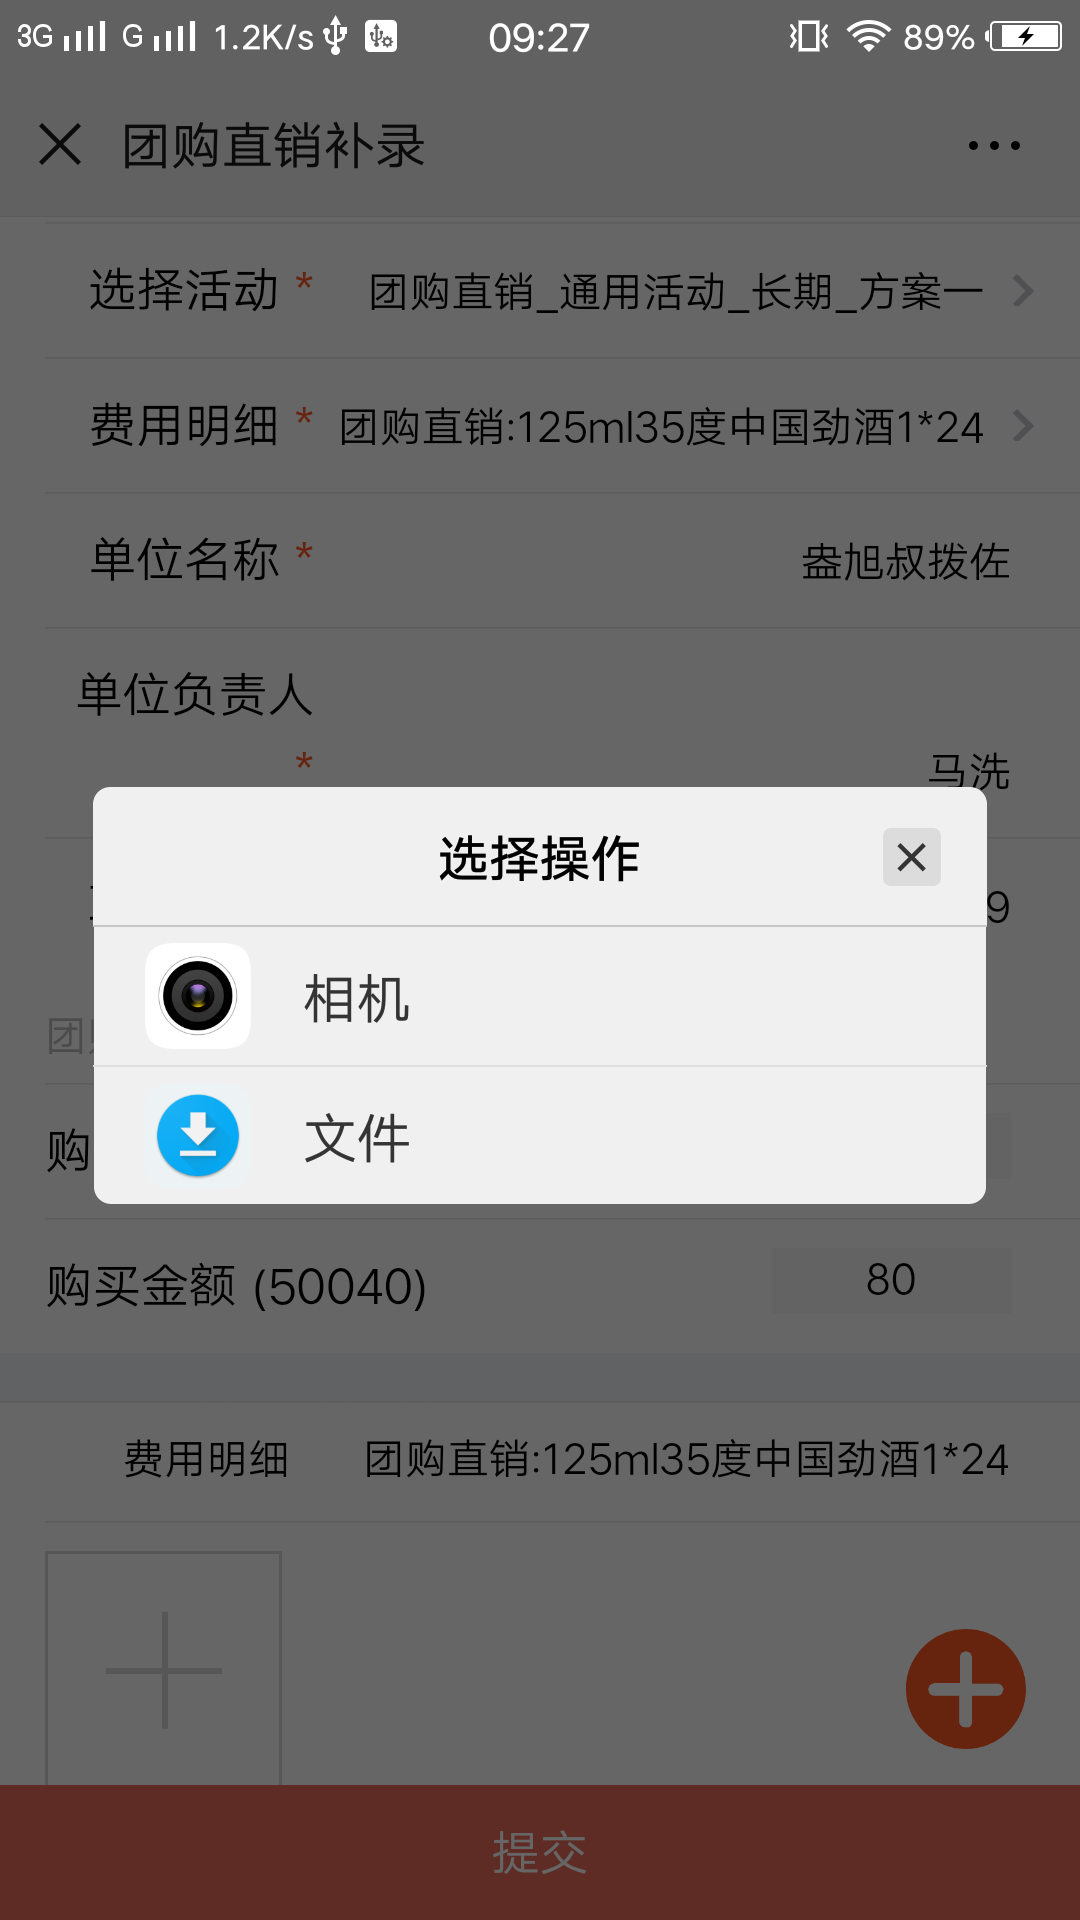 3G G 1.2K/s 09:27 89%
团购直销补录
选择活动 * 团购直销_通用活动_长期_方案一
费用明细 * 团购直销:125ml35度中国劲酒1*24
单位名称 * 盎旭叔拨佐
单位负责人
*
马洗
选择操作
9
相机
团
文件
购
购买金额 (50040) 80
费用明细 团购直销:125ml35度中国劲酒1*24
提交